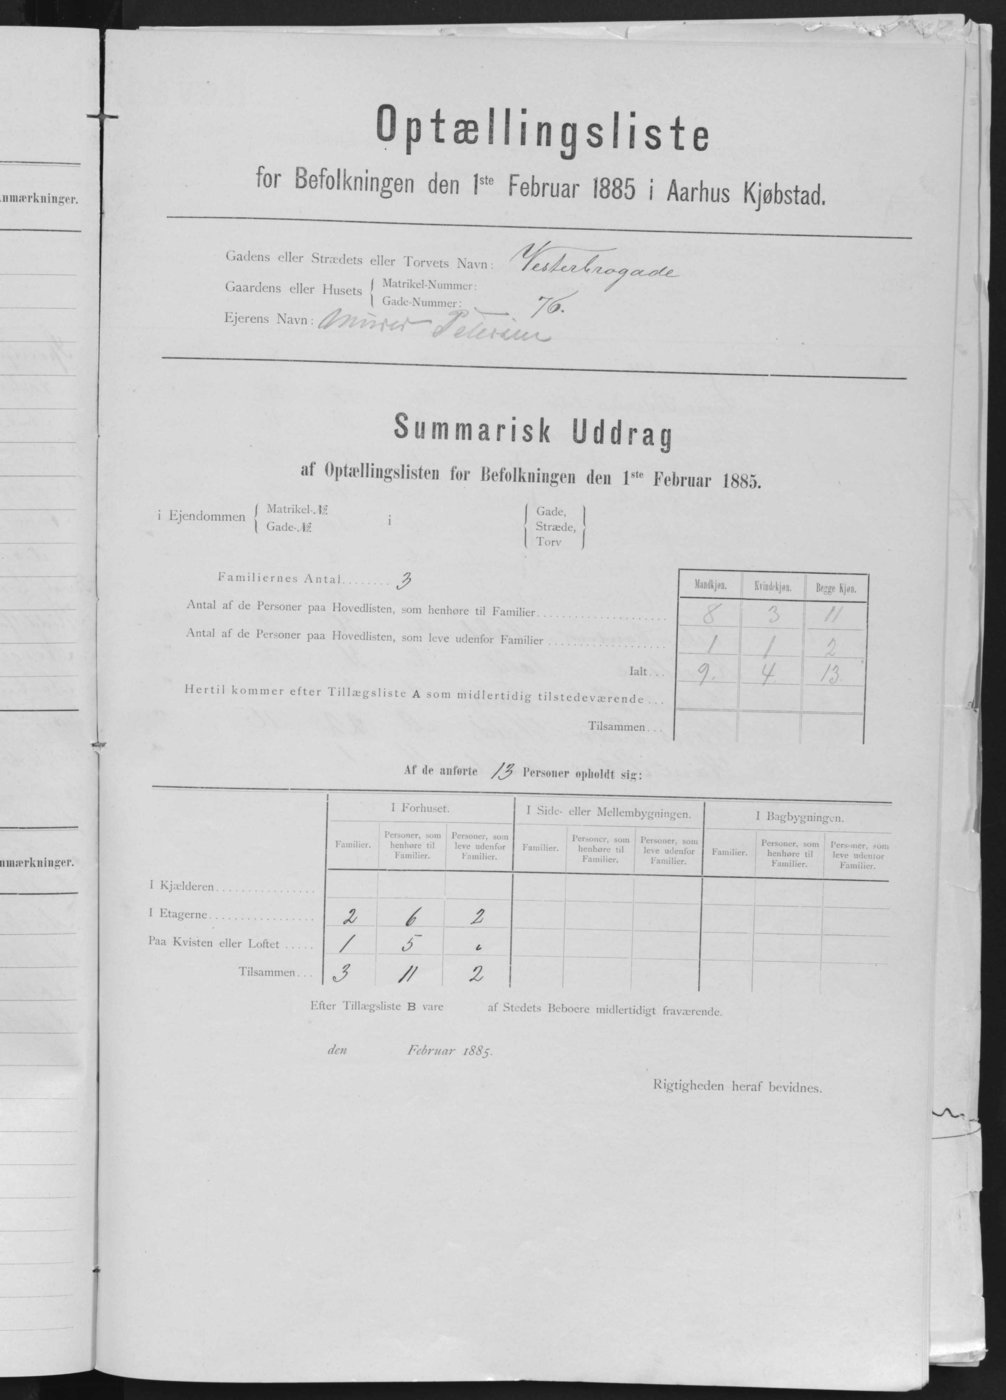 nmærkninger.
nmærkninger.
Optællingsliste
for Befolkningen den 1ste Februar 1885 i Aarhus Kjøbstad.
Gadens eller Strædets eller Torvets Navn: Vesterbrogade
Gaardens eller Husets { Matrikel-Nummer:
Gade-Nummer: 76.
Ejerens Navn: Murer Petersen
Summarisk Uddrag
af Optællingslisten for Befolkningen den 1ste Februar 1885.
i Ejendommen { Matrikel-№ Gade-№ i { Gade, Stræde, Torv }
Mandkjøn. Kvindekjøn. Begge Kjøn.
Familiernes Antal........ 3
Antal af de Personer paa Hovedlisten, som henhøre til Familier 8 3 11
Antal af de Personer paa Hovedlisten, som leve udenfor Familier 1 1 2
Ialt... 9. 4. 13.
Hertil kommer efter Tillægsliste A som midlertidig tilstedeværende...
Tilsammen...
Af de anførte 13 Personer opholdt sig:
I Forhuset. I Side- eller Mellembygningen. I Bagbygningen.
Familier. Personer, som henhøre til Familier. Personer, som leve udenfor Familier. Familier. Personer, som henhøre til Familier. Personer, som leve udenfor Familier. Familier. Personer, som henhøre til Familier. Personer, som leve udenfor Familier.
I Kjælderen
I Etagerne 2 6 2
Paa Kvisten eller Loftet 1 5
Tilsammen... 3 11 2
Efter Tillægsliste B vare af Stedets Beboere midlertidigt fraværende.
den Februar 1885.
Rigtigheden heraf bevidnes.